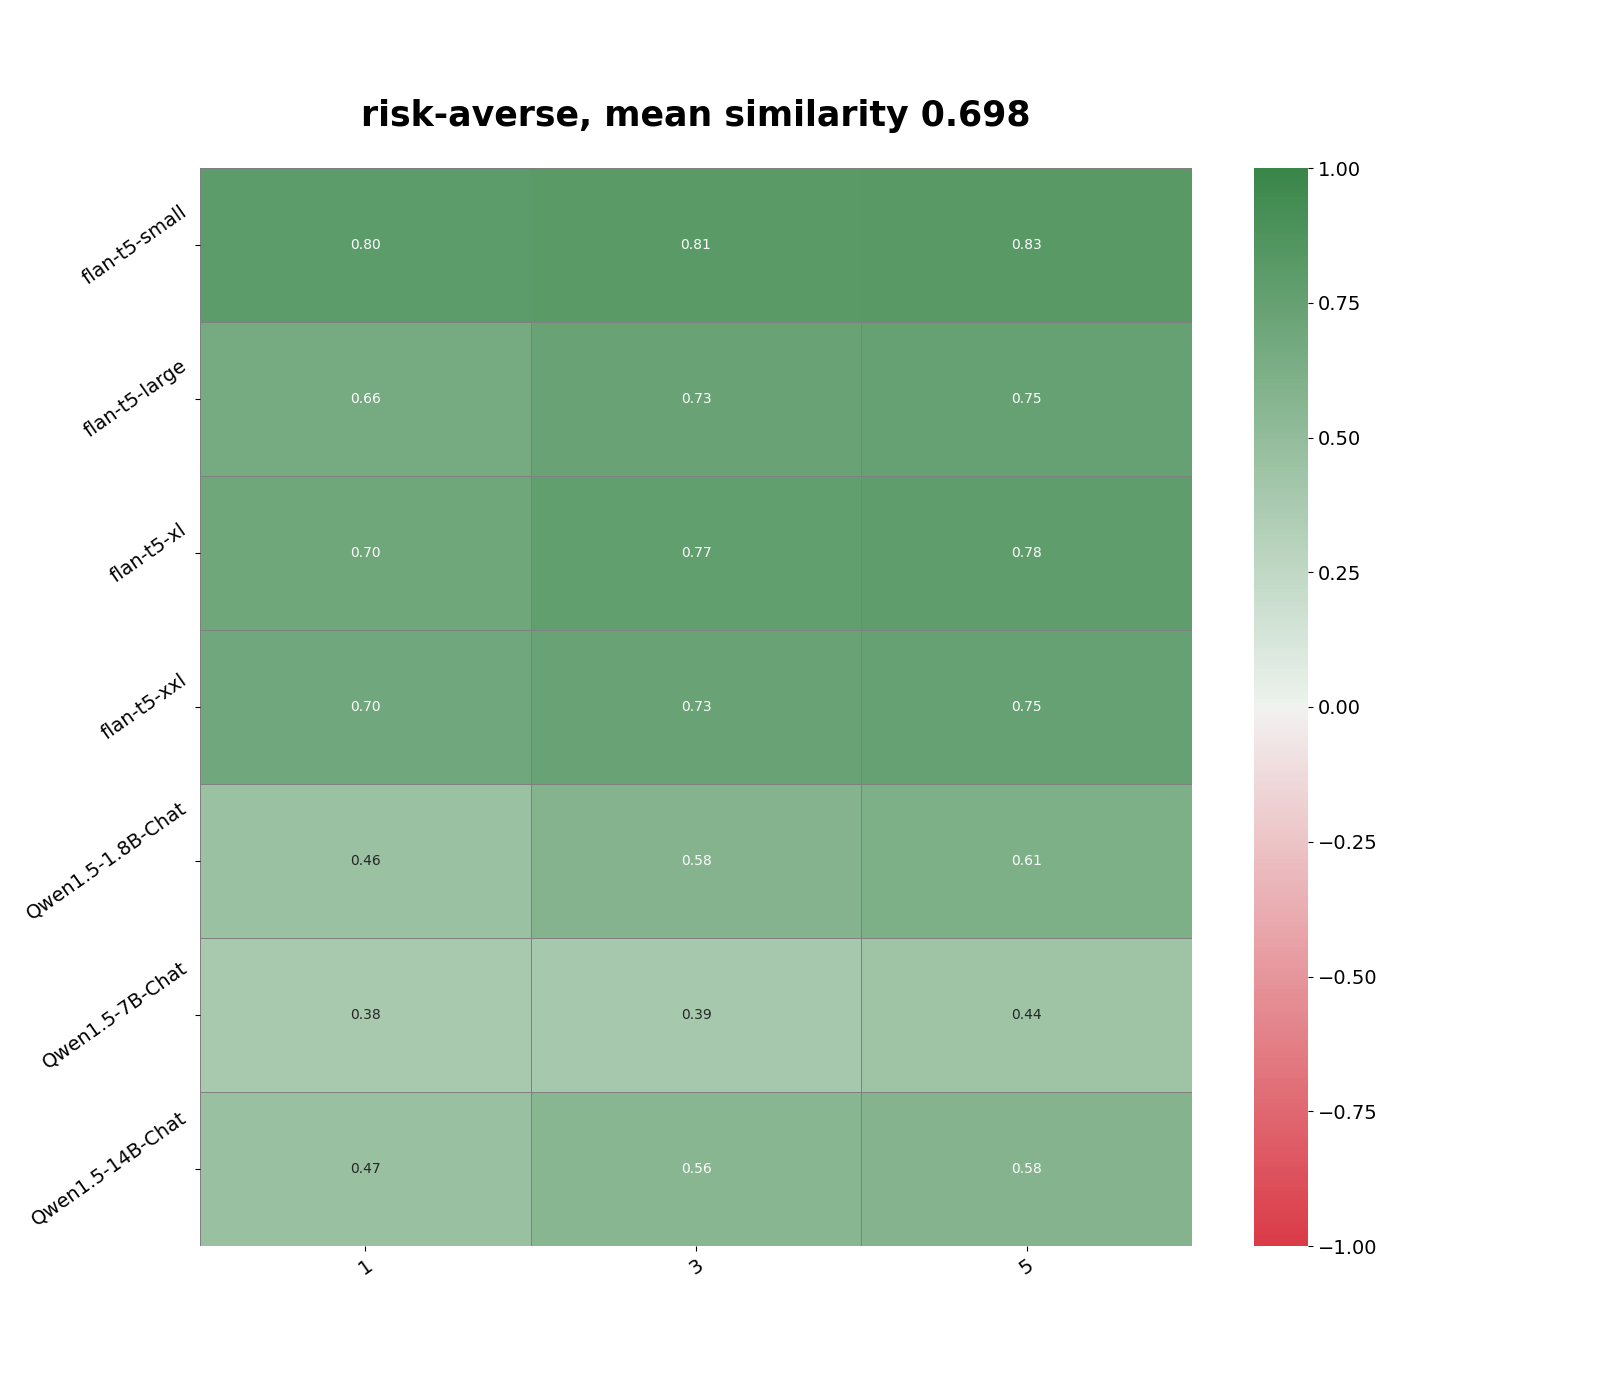 risk-averse, mean similarity 0.698
flan-t5-small 0.80 0.81 0.83
flan-t5-large 0.66 0.73 0.75
flan-t5-xl 0.70 0.77 0.78
flan-t5-xxl 0.70 0.73 0.75
Qwen1.5-1.8B-Chat 0.46 0.58 0.61
Qwen1.5-7B-Chat 0.38 0.39 0.44
Qwen1.5-14B-Chat 0.47 0.56 0.58
1 3 5
1.00
0.75
0.50
0.25
0.00
−0.25
−0.50
−0.75
−1.00